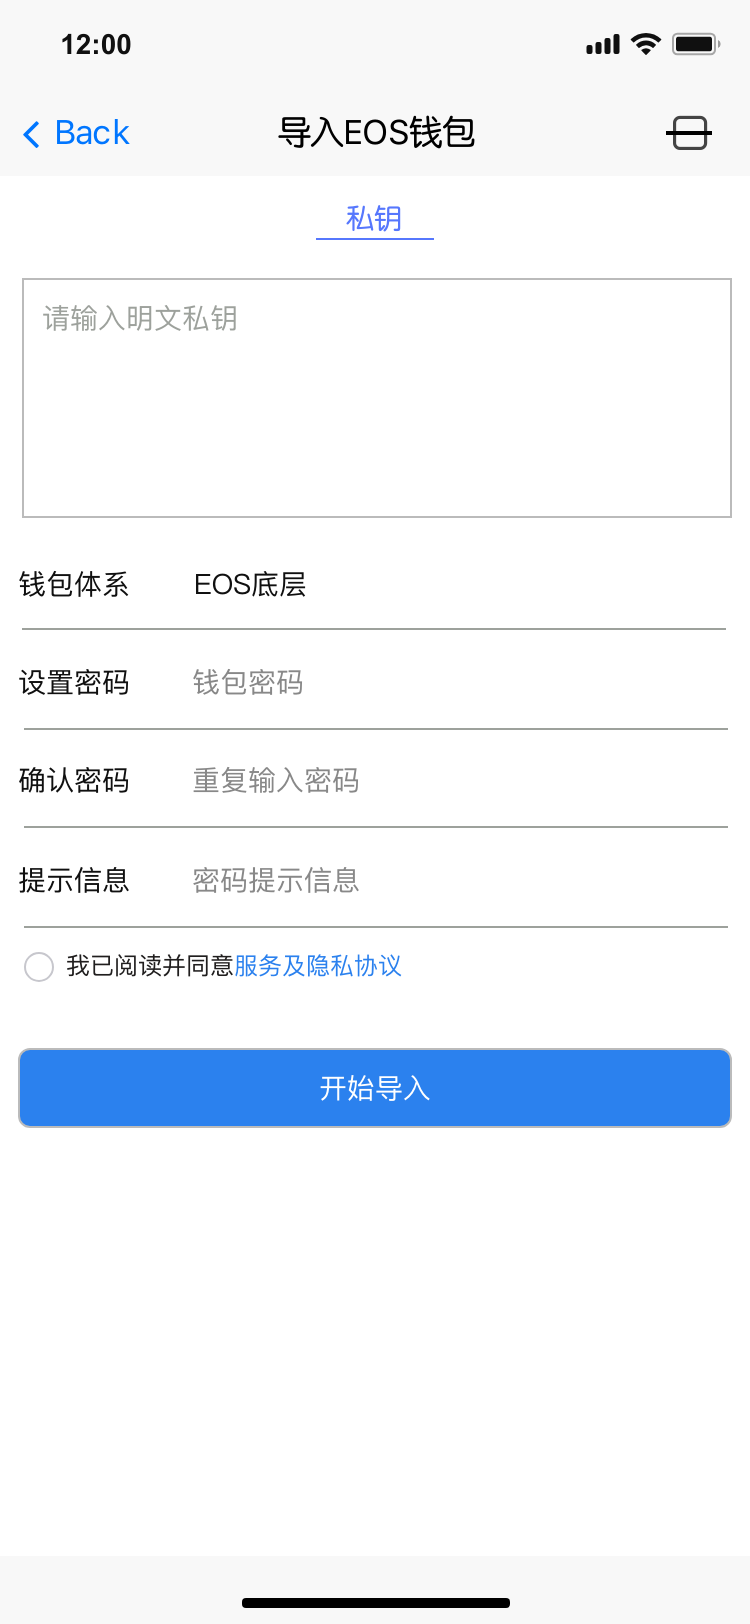 12:00
Back
导入EOS钱包
私钥
请输入明文私钥
钱包体系 EOS底层
设置密码 钱包密码
确认密码 重复输入密码
提示信息 密码提示信息
我已阅读并同意服务及隐私协议
开始导入